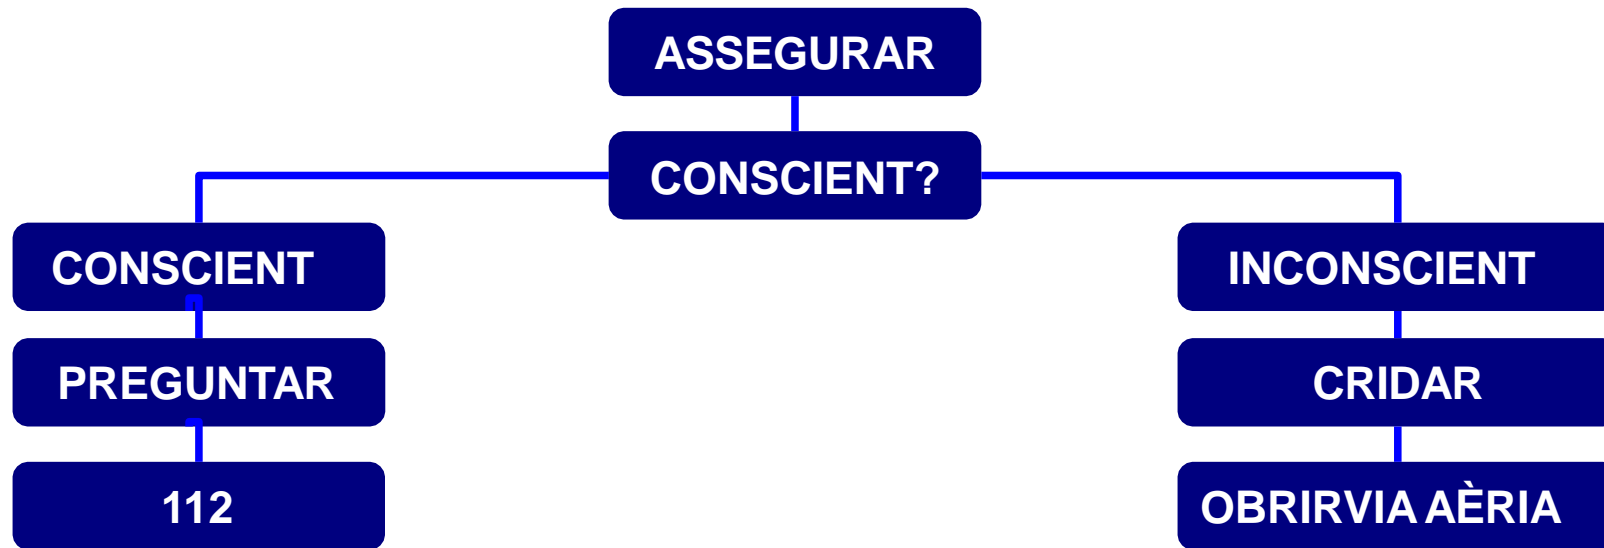 ASSEGURAR
CONSCIENT?
CONSCIENT
INCONSCIENT
PREGUNTAR
CRIDAR
112
OBRIRVIA AÈRIA